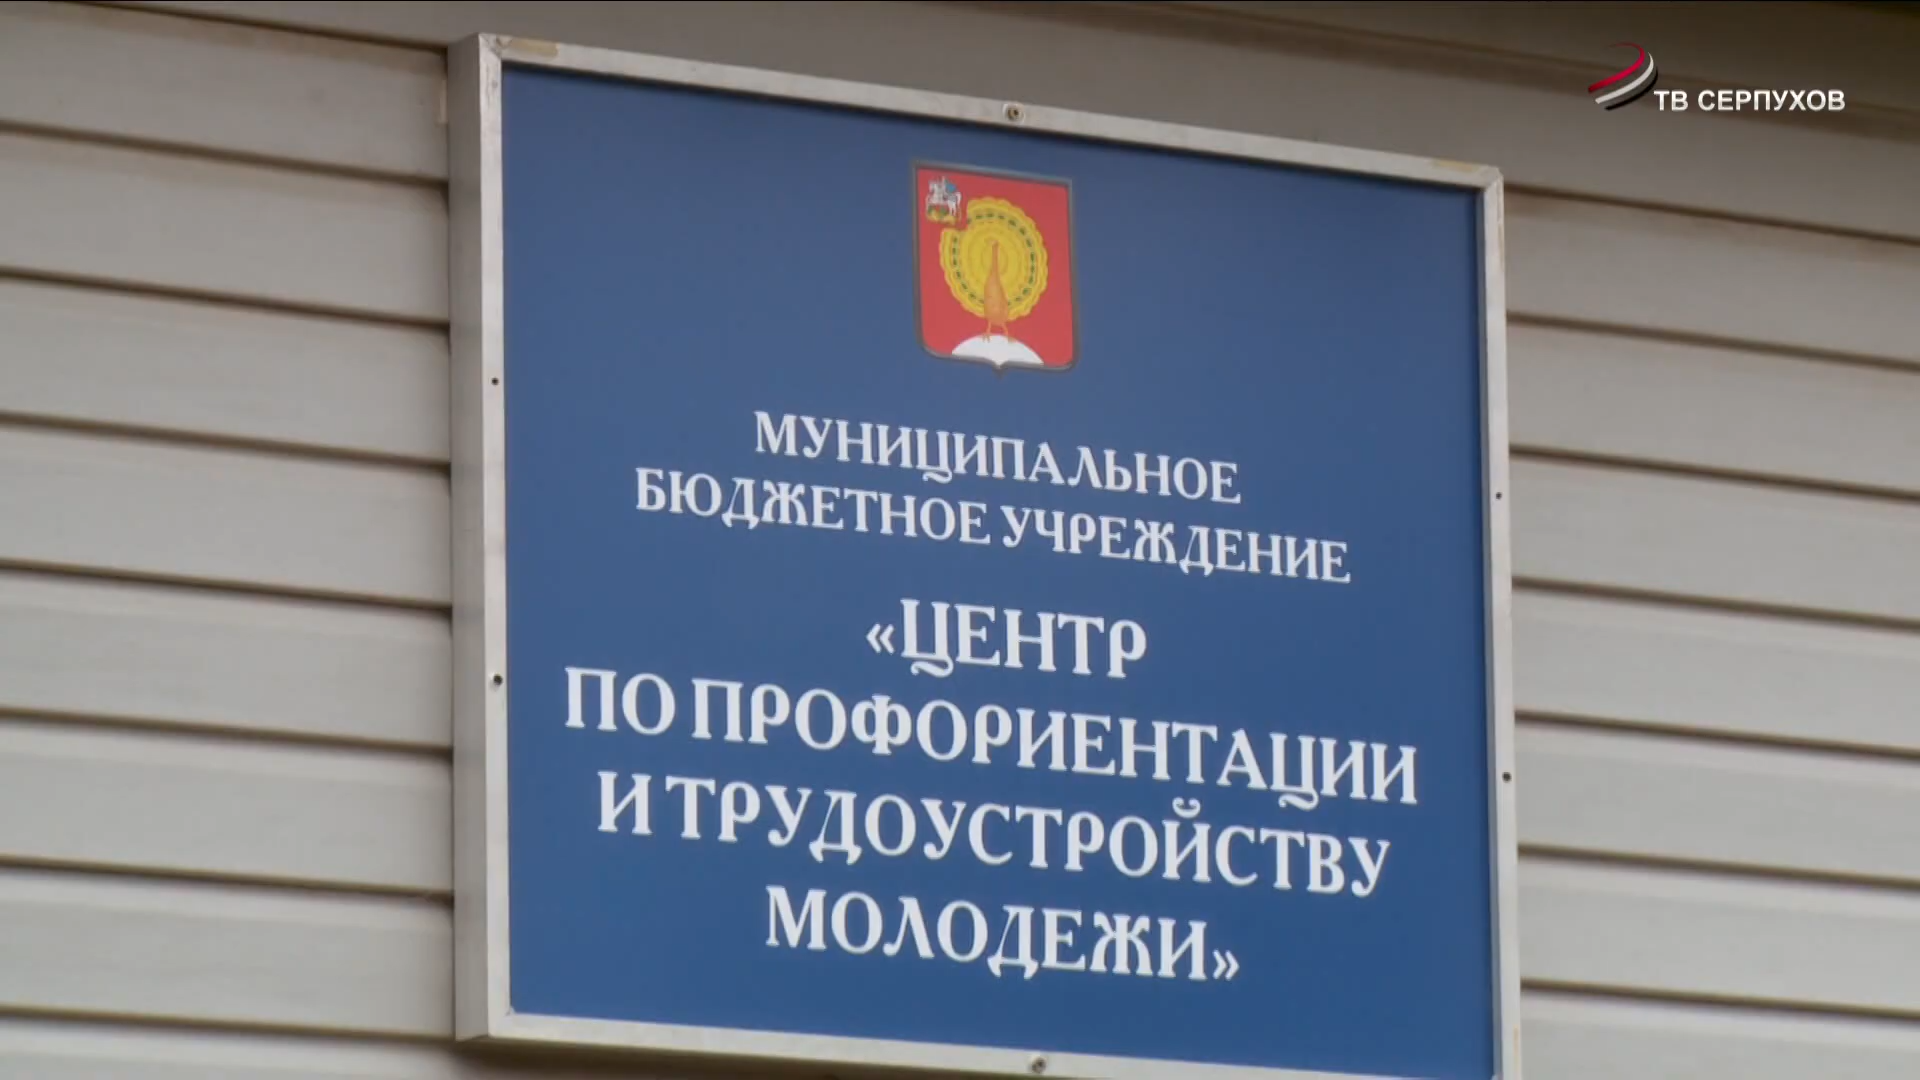 ТВ СЕРПУХОВ
МУНИЦИПАЛЬНОЕ
БЮДЖЕТНОЕ УЧРЕЖДЕНИЕ
«ЦЕНТР
ПО ПРОФОРИЕНТАЦИИ
И ТРУДОУСТРОЙСТВУ
МОЛОДЕЖИ»